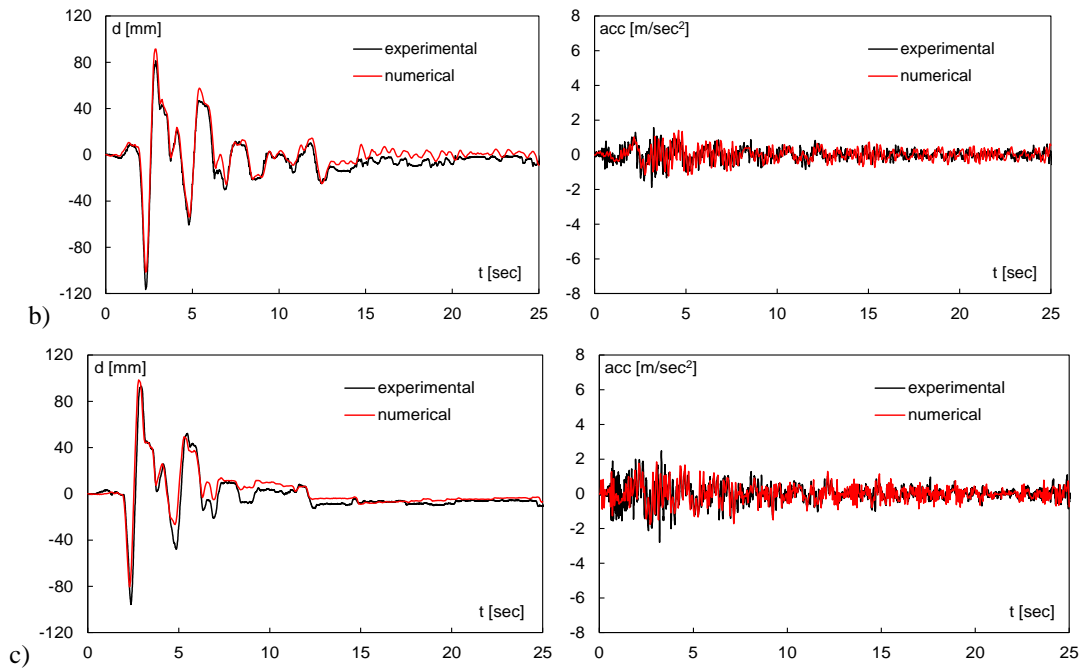 d [mm]
120
80
40
0
-40
-80
-120
experimental
numerical
t [sec]
0 5 10 15 20 25
acc [m/sec²]
8
6
4
2
0
-2
-4
-6
-8
experimental
numerical
t [sec]
0 5 10 15 20 25
b)
d [mm]
120
80
40
0
-40
-80
-120
experimental
numerical
t [sec]
0 5 10 15 20 25
acc [m/sec²]
8
6
4
2
0
-2
-4
-6
-8
experimental
numerical
t [sec]
0 5 10 15 20 25
c)